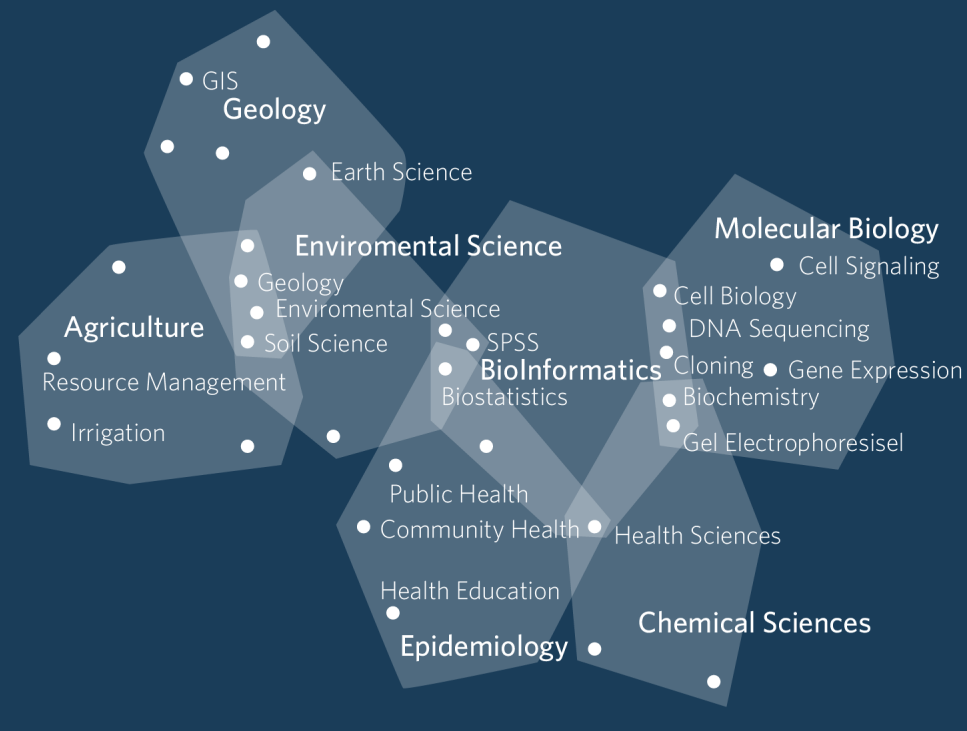 GIS
Geology
Earth Science
Molecular Biology
Enviromental Science
Cell Signaling
Geology
Cell Biology
Enviromental Science
Agriculture
DNA Sequencing
Soil Science
SPSS
BioInformatics
Cloning
Gene Expression
Resource Management
Biostatistics
Biochemistry
Irrigation
Gel Electrophoresisel
Public Health
Community Health
Health Sciences
Health Education
Chemical Sciences
Epidemiology